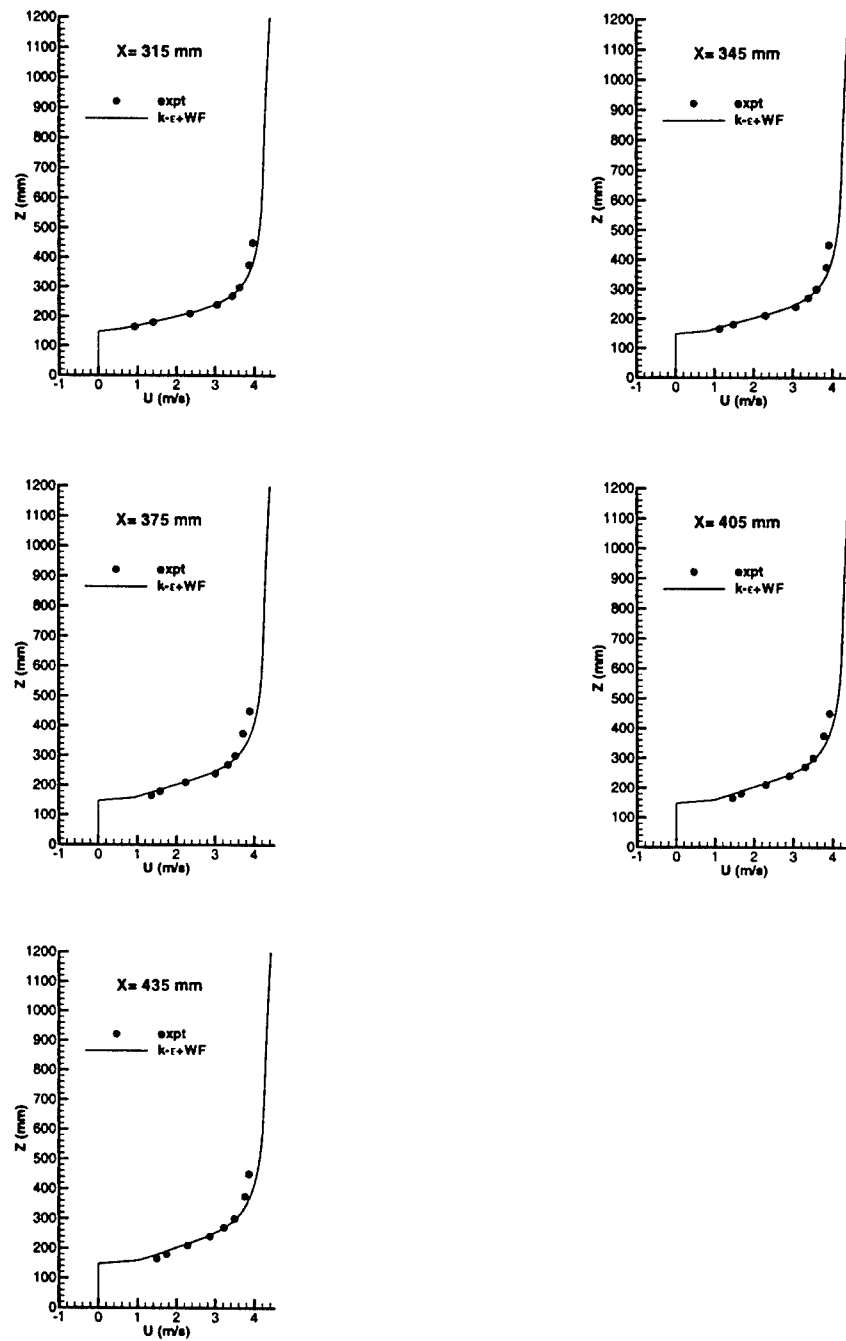 1200
1100
1000
900
800
700
600
500
400
300
200
100
0
Z (mm)
X= 315 mm
expt
k-ε+WF
-1 0 1 2 3 4
U (m/s)
1200
1100
1000
900
800
700
600
500
400
300
200
100
0
Z (mm)
X= 345 mm
expt
k-ε+WF
-1 0 1 2 3 4
U (m/s)
1200
1100
1000
900
800
700
600
500
400
300
200
100
0
Z (mm)
X= 375 mm
expt
k-ε+WF
-1 0 1 2 3 4
U (m/s)
1200
1100
1000
900
800
700
600
500
400
300
200
100
0
Z (mm)
X= 405 mm
expt
k-ε+WF
-1 0 1 2 3 4
U (m/s)
1200
1100
1000
900
800
700
600
500
400
300
200
100
0
Z (mm)
X= 435 mm
expt
k-ε+WF
-1 0 1 2 3 4
U (m/s)